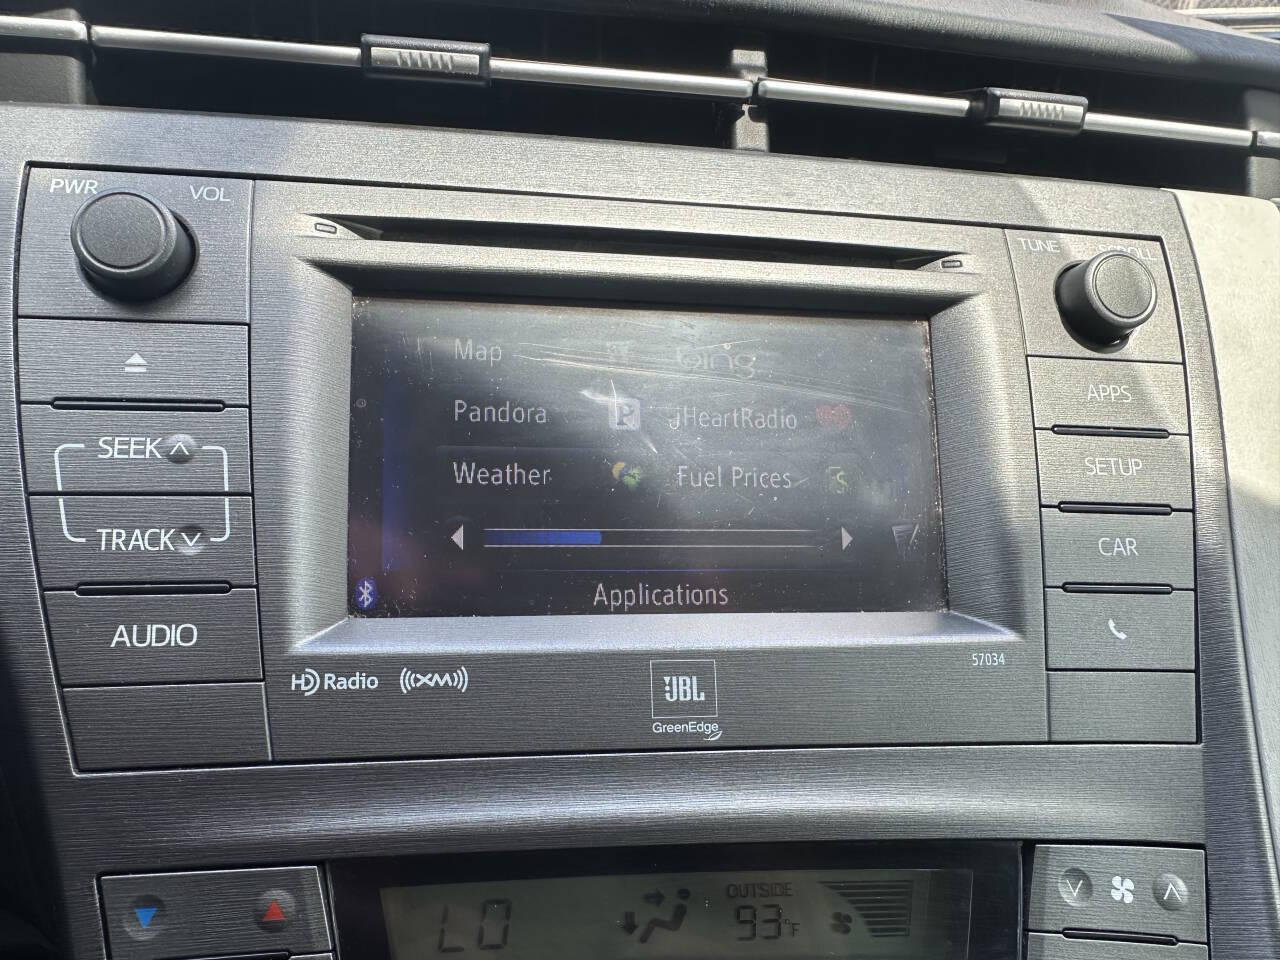 PWR VOL
TUNE SCROLL
Map bing
APPS
Pandora P iHeartRadio
SEEK
SETUP
Weather Fuel Prices $
TRACK
CAR
Applications
AUDIO
57034
HD Radio ((XM)) JBL
GreenEdge
OUTSIDE
LO 93°F